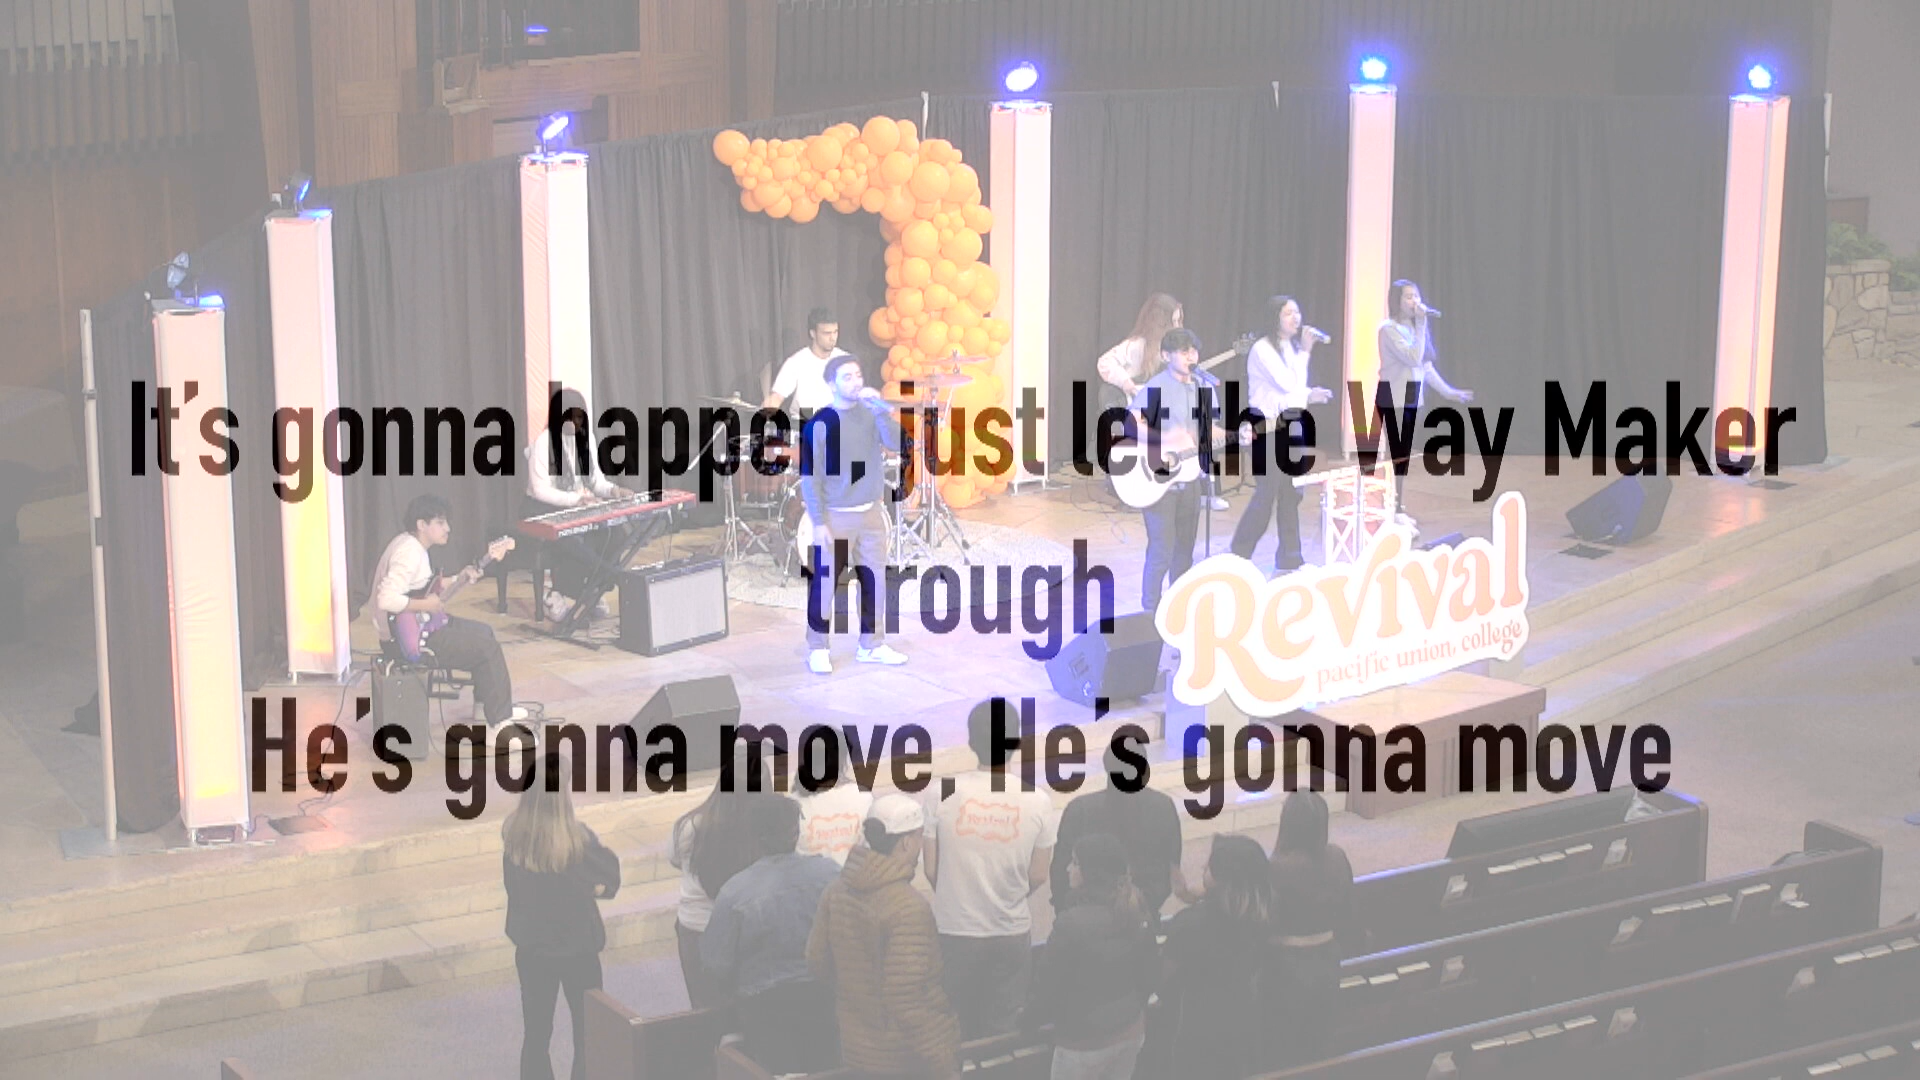 It's gonna happen, just let the Way Maker
through
He's gonna move, He's gonna move
Revival
pacific union college
Revival